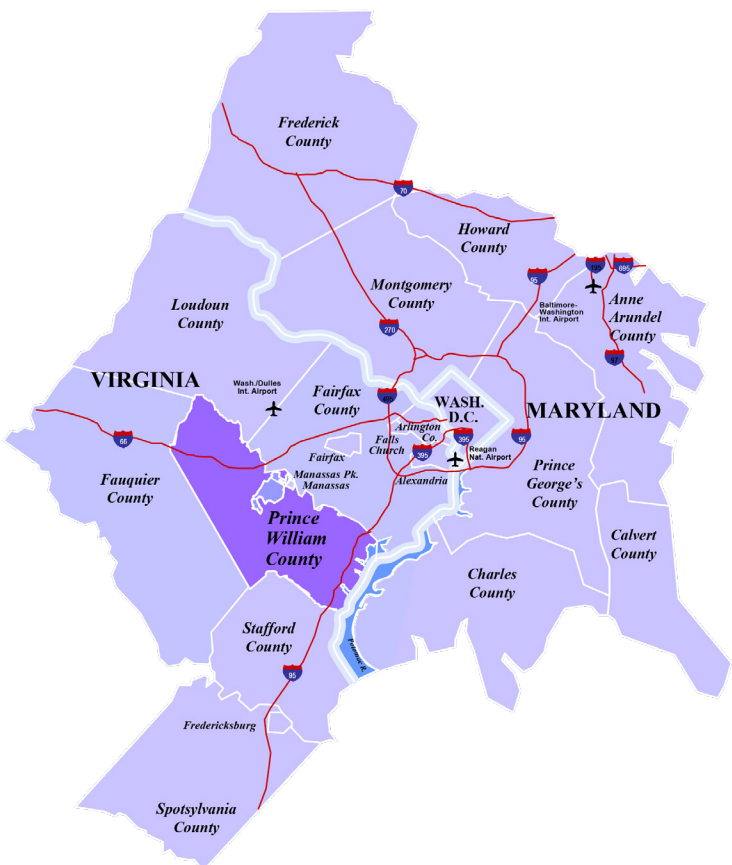 Frederick
County
70
Howard
County
95
195
695
Montgomery
County
Baltimore-
Washington
Int. Airport
Anne
Arundel
County
Loudoun
County
270
97
VIRGINIA
Wash./Dulles
Int. Airport
Fairfax
County
495
WASH.
D.C.
MARYLAND
66
Arlington
Co.
395
95
Falls
Church
395
Reagan
Nat. Airport
Fairfax
Manassas Pk.
Manassas
Alexandria
Fauquier
County
Prince
George's
County
Prince
William
County
Calvert
County
Charles
County
Stafford
County
Potomac R.
95
Fredericksburg
Spotsylvania
County